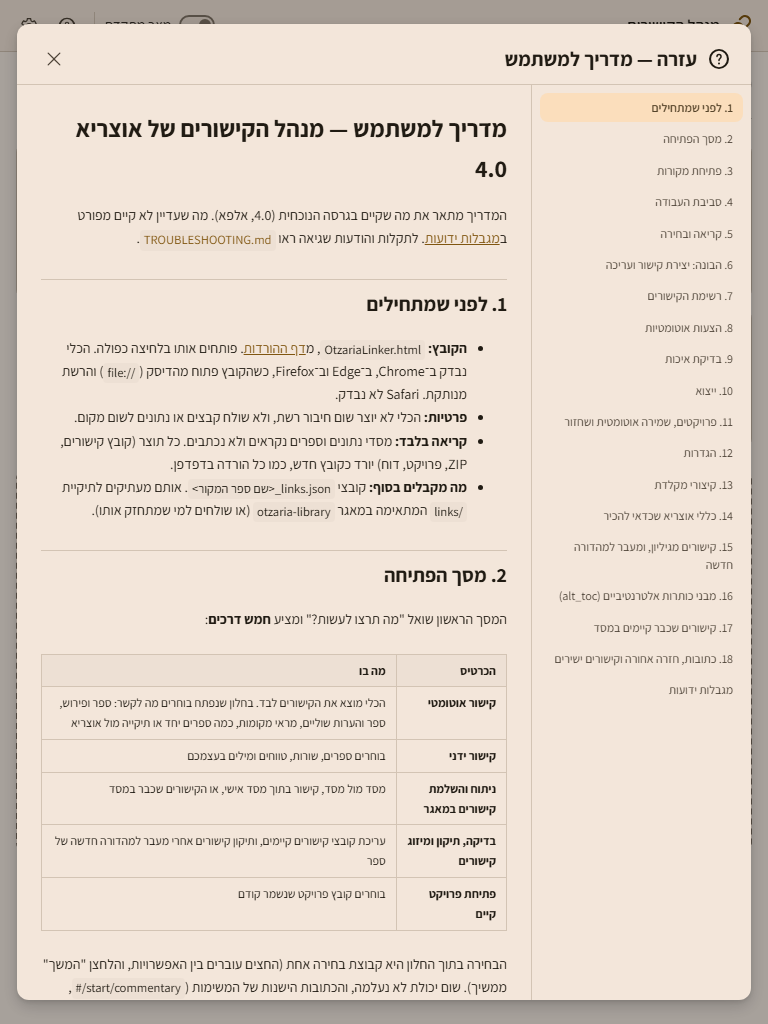 מנהל הקישורים
מצב מתקדם
עזרה — מדריך למשתמש
1. לפני שמתחילים
2. מסך הפתיחה
3. פתיחת מקורות
4. סביבת העבודה
5. קריאה ובחירה
6. הבונה: יצירת קישור ועריכה
7. רשימת הקישורים
8. הצעות אוטומטיות
9. בדיקת איכות
10. ייצוא
11. פרויקטים, שמירה אוטומטית ושחזור
12. הגדרות
13. קיצורי מקלדת
14. כללי אוצריא שכדאי להכיר
15. קישורים מגיליון, ומעבר למהדורה
חדשה
16. מבני כותרות אלטרנטיביים (alt_toc)
17. קישורים שכבר קיימים במסד
18. כתובות, חזרה אחורה וקישורים ישירים
מגבלות ידועות
מדריך למשתמש — מנהל הקישורים של אוצריא
4.0
המדריך מתאר את מה שקיים בגרסה הנוכחית (4.0, אלפא). מה שעדיין לא קיים מפורט
במגבלות ידועות. לתקלות והודעות שגיאה ראו TROUBLESHOOTING.md.
1. לפני שמתחילים
• הקובץ: OtzariaLinker.html, מדף ההורדות. פותחים אותו בלחיצה כפולה. הכלי
נבדק ב־Chrome, ב־Edge וב־Firefox, כשהקובץ פתוח מהדיסק (file://) והרשת
מנותקת. Safari לא נבדק.
• פרטיות: הכלי לא יוצר שום חיבור רשת, ולא שולח קבצים או נתונים לשום מקום.
• קריאה בלבד: מסדי נתונים וספרים נקראים ולא נכתבים. כל תוצר (קובץ קישורים,
ZIP, פרויקט, דוח) יורד כקובץ חדש, כמו כל הורדה בדפדפן.
• מה מקבלים בסוף: קובצי <שם ספר המקור>_links.json. אותם מעתיקים לתיקיית
links/ המתאימה במאגר otzaria-library (או שולחים למי שמתחזק אותו).
2. מסך הפתיחה
המסך הראשון שואל "מה תרצו לעשות?" ומציע חמש דרכים:
הכרטיס
מה בו
קישור אוטומטי
הכלי מוצא את הקישורים לבד. בחלון שנפתח בוחרים מה לקשר: ספר ופירוש,
ספר והערות שוליים, מראי מקומות, כמה ספרים יחד או תיקייה מול אוצריא
קישור ידני
בוחרים ספרים, שורות, טווחים ומילים בעצמכם
ניתוח והשלמת
קישורים במאגר
מסד מול מסד, קישור בתוך מסד אישי, או הקישורים שכבר במסד
בדיקה, תיקון ומיזוג
קישורים
עריכת קובצי קישורים קיימים, ותיקון קישורים אחרי מעבר למהדורה חדשה של
ספר
פתיחת פרויקט
קיים
בוחרים קובץ פרויקט שנשמר קודם
הבחירה בתוך החלון היא קבוצת בחירה אחת (החצים עוברים בין האפשרויות, והלחצן "המשך"
ממשיך). שום יכולת לא נעלמה, והכתובות הישנות של המשימות (#/start/commentary,